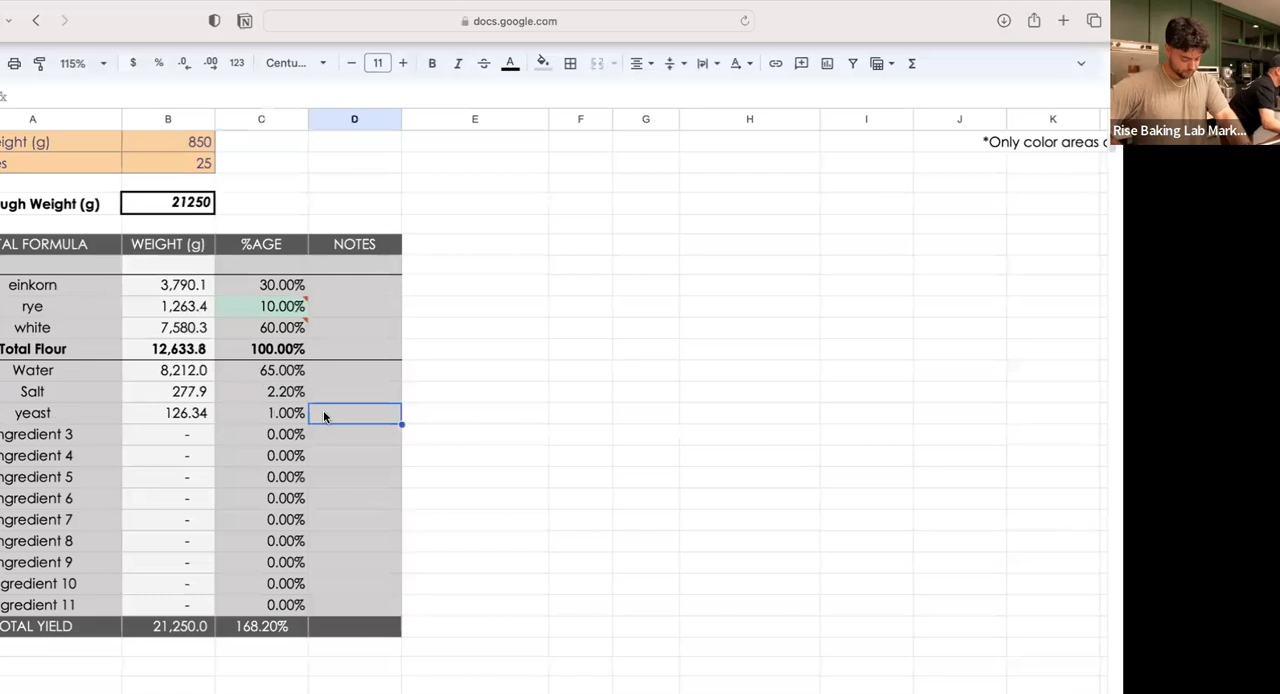 docs.google.com
115% $ % .0 .00 123 Centu... 11 B I A Σ
A B C D E F G H I J K
eight (g) 850 *Only color areas
es 25
ugh Weight (g) 21250
TAL FORMULA WEIGHT (g) %AGE NOTES
einkorn 3,790.1 30.00%
rye 1,263.4 10.00%
white 7,580.3 60.00%
Total Flour 12,633.8 100.00%
Water 8,212.0 65.00%
Salt 277.9 2.20%
yeast 126.34 1.00%
ngredient 3 - 0.00%
ngredient 4 - 0.00%
ngredient 5 - 0.00%
ngredient 6 - 0.00%
ngredient 7 - 0.00%
ngredient 8 - 0.00%
ngredient 9 - 0.00%
gredient 10 - 0.00%
gredient 11 - 0.00%
OTAL YIELD 21,250.0 168.20%
Rise Baking Lab Mark...